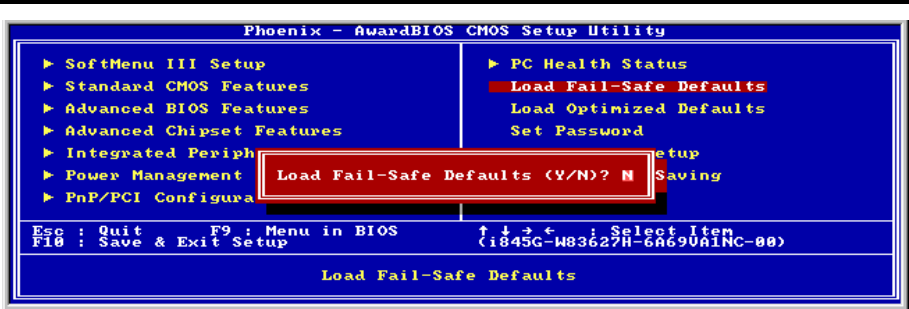 Phoenix - AwardBIOS CMOS Setup Utility
► SoftMenu III Setup
► Standard CMOS Features
► Advanced BIOS Features
► Advanced Chipset Features
► Integrated Periph
► Power Management
► PnP/PCI Configura
► PC Health Status
Load Fail-Safe Defaults
Load Optimized Defaults
Set Password
etup
Saving
Load Fail-Safe Defaults (Y/N)? N
Esc : Quit F9 : Menu in BIOS ↑ ↓ → ← : Select Item
F10 : Save & Exit Setup (i845G-W83627H-6A69VA1NC-00)
Load Fail-Safe Defaults